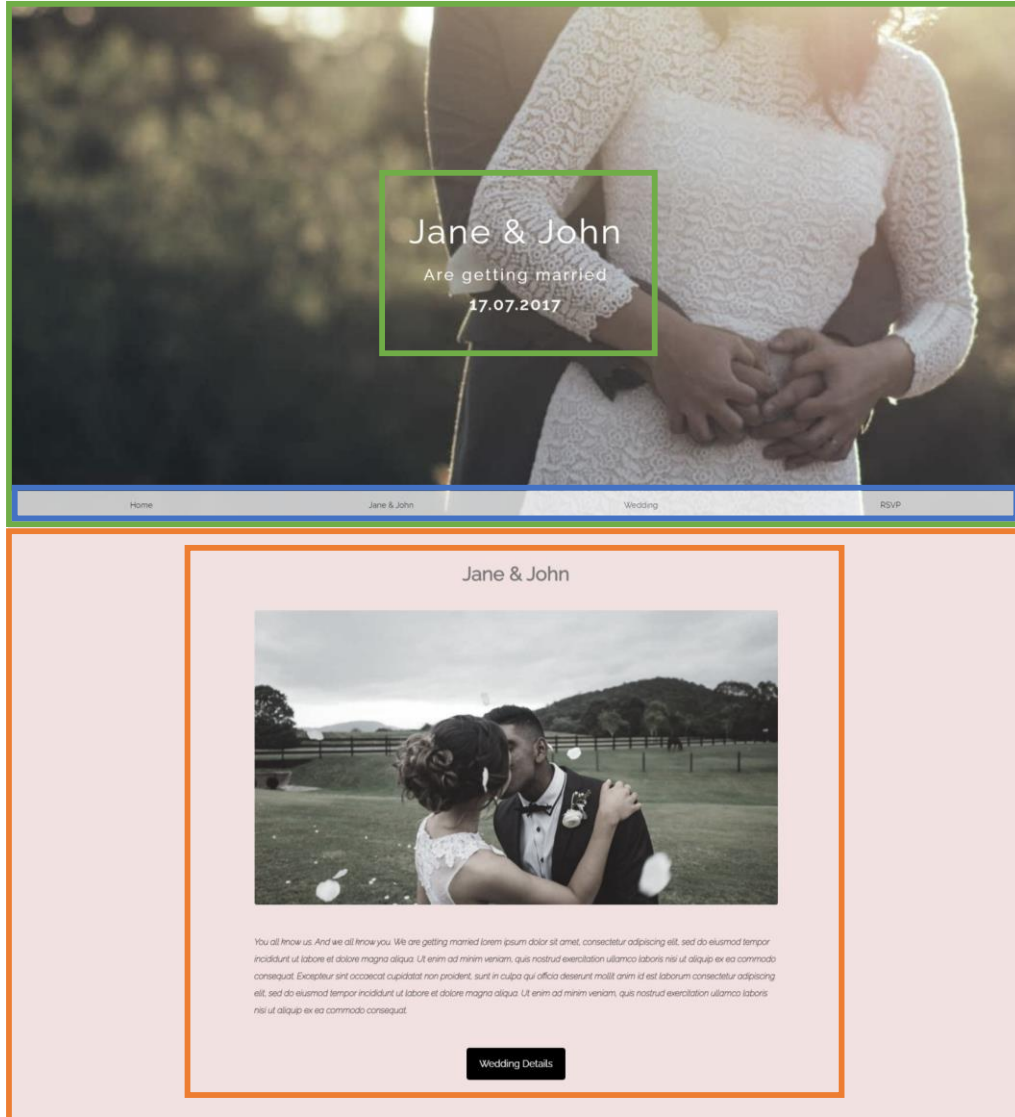 Jane & John
Are getting married
17.07.2017
Home Jane & John Wedding RSVP
Jane & John
You all know us. And we all know you. We are getting married lorem ipsum dolor sit amet, consectetur adipiscing elit, sed do eiusmod tempor
incididunt ut labore et dolore magna aliqua. Ut enim ad minim veniam, quis nostrud exercitation ullamco laboris nisi ut aliquip ex ea commodo
consequat. Excepteur sint occaecat cupidatat non proident, sunt in culpa qui officia deserunt mollit anim id est laborum consectetur adipiscing
elit, sed do eiusmod tempor incididunt ut labore et dolore magna aliqua. Ut enim ad minim veniam, quis nostrud exercitation ullamco laboris
nisi ut aliquip ex ea commodo consequat.
Wedding Details